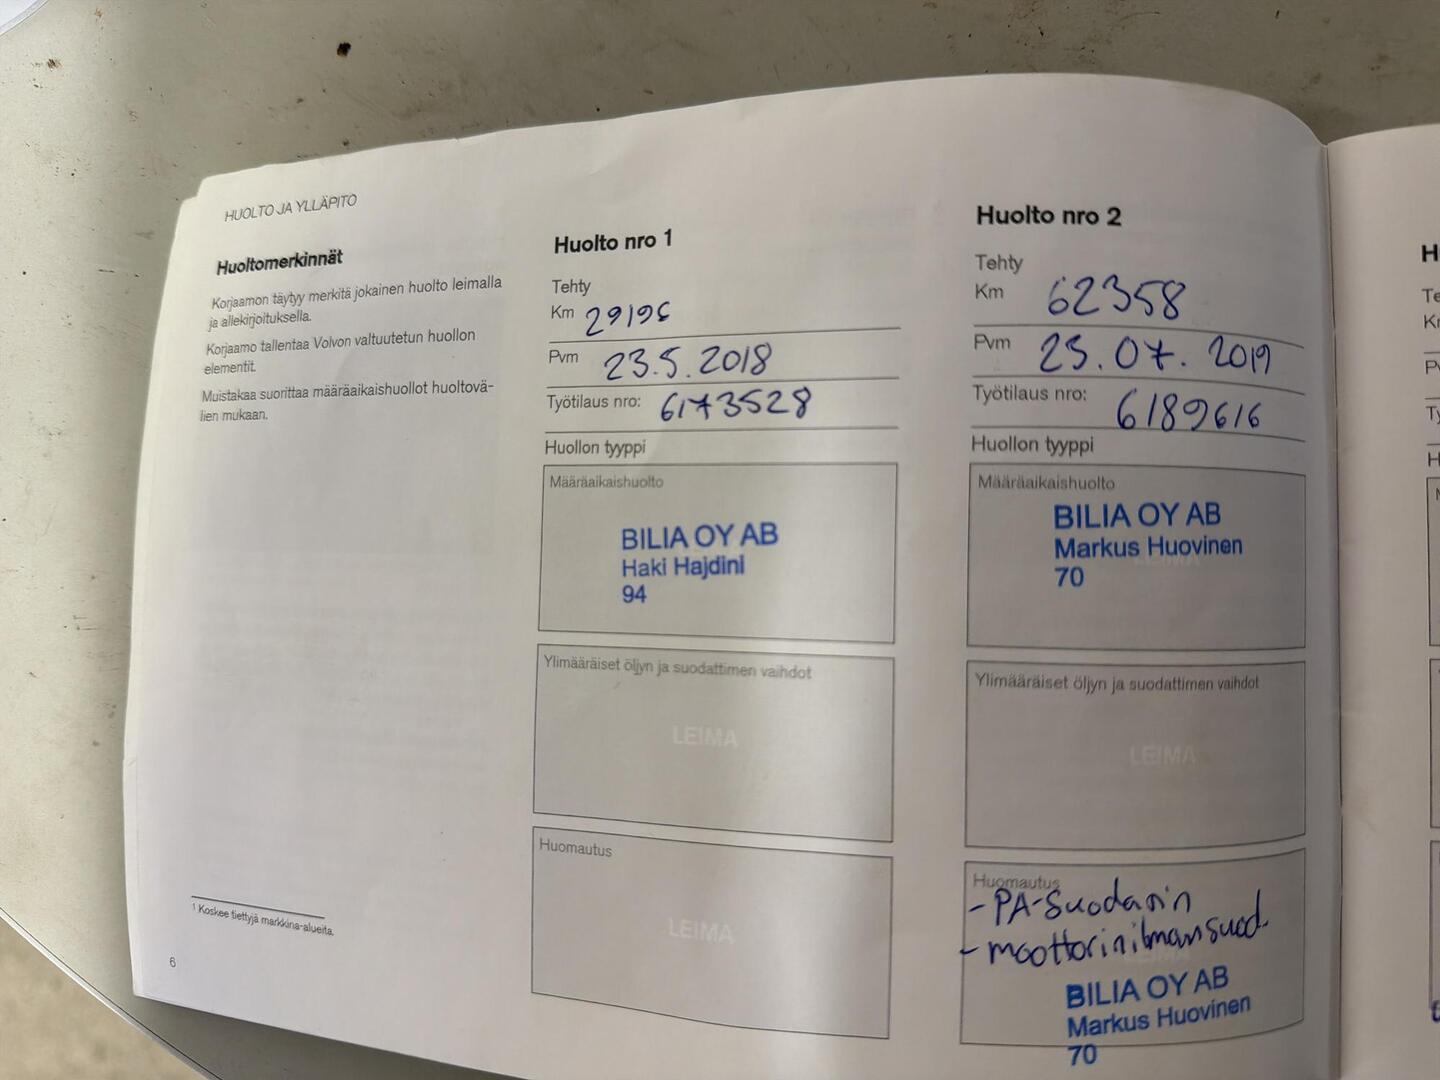 HUOLTO JA YLLÄPITO
Huoltomerkinnät
Korjaamon täytyy merkitä jokainen huolto leimalla
ja allekirjoituksella.
Korjaamo tallentaa Volvon valtuutetun huollon
elementit.
Muistakaa suorittaa määräaikaishuollot huoltovä-
lien mukaan.
1 Koskee tiettyjä markkina-alueita.
6
Huolto nro 1
Tehty
Km 29196
Pvm 23.5.2018
Työtilaus nro: 6173528
Huollon tyyppi
Määräaikaishuolto
BILIA OY AB
Haki Hajdini
94
Ylimääräiset öljyn ja suodattimen vaihdot
LEIMA
Huomautus
LEIMA
Huolto nro 2
Tehty
Km 62358
Pvm 25.07.2019
Työtilaus nro: 6189616
Huollon tyyppi
Määräaikaishuolto
BILIA OY AB
Markus Huovinen
LEIMA
70
Ylimääräiset öljyn ja suodattimen vaihdot
LEIMA
Huomautus
- PA-Suodatin
- moottorinilmansuod.
LEIMA
BILIA OY AB
Markus Huovinen
70